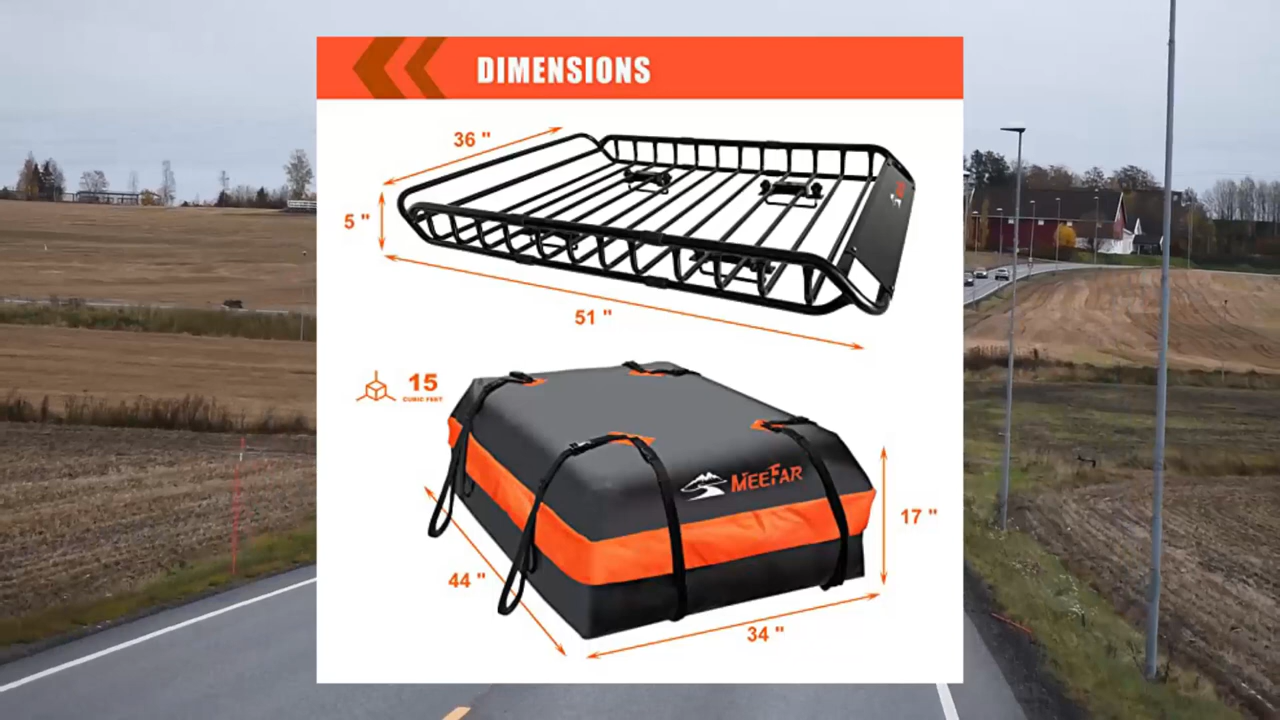 DIMENSIONS
36 "
5 "
51 "
15
CUBIC FEET
MEEFAR
17 "
44 "
34 "